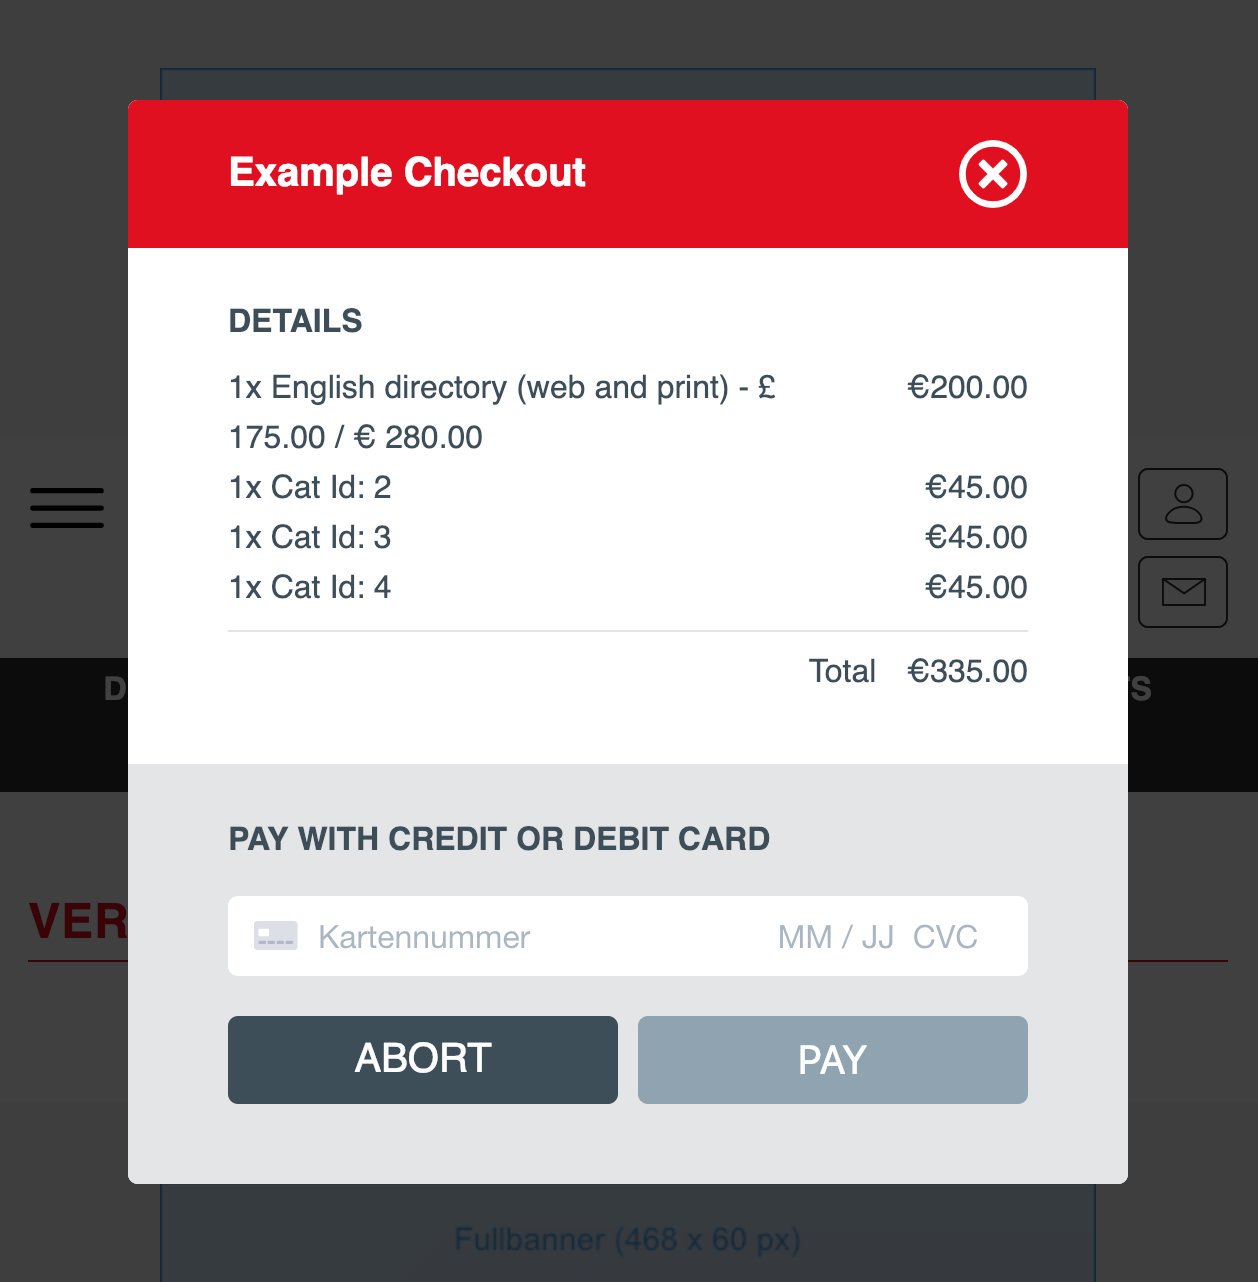 Example Checkout
DETAILS
1x English directory (web and print) - £ €200.00
175.00 / € 280.00
1x Cat Id: 2 €45.00
1x Cat Id: 3 €45.00
1x Cat Id: 4 €45.00
Total €335.00
D TS
PAY WITH CREDIT OR DEBIT CARD
VER
Kartennummer MM / JJ CVC
ABORT PAY
Fullbanner (468 x 60 px)